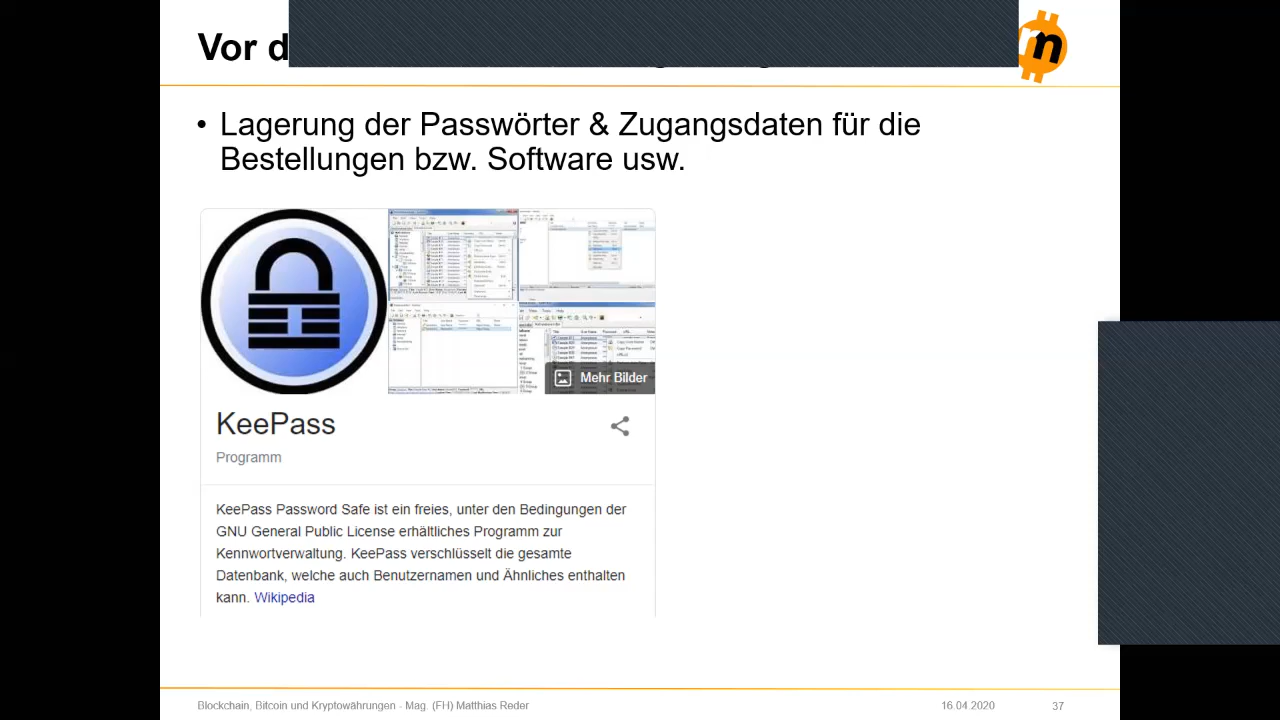 Vor d
• Lagerung der Passwörter & Zugangsdaten für die
Bestellungen bzw. Software usw.
Mehr Bilder
KeePass
Programm
KeePass Password Safe ist ein freies, unter den Bedingungen der
GNU General Public License erhältliches Programm zur
Kennwortverwaltung. KeePass verschlüsselt die gesamte
Datenbank, welche auch Benutzernamen und Ähnliches enthalten
kann. Wikipedia
Blockchain, Bitcoin und Kryptowährungen - Mag. (FH) Matthias Reder
16.04.2020
37